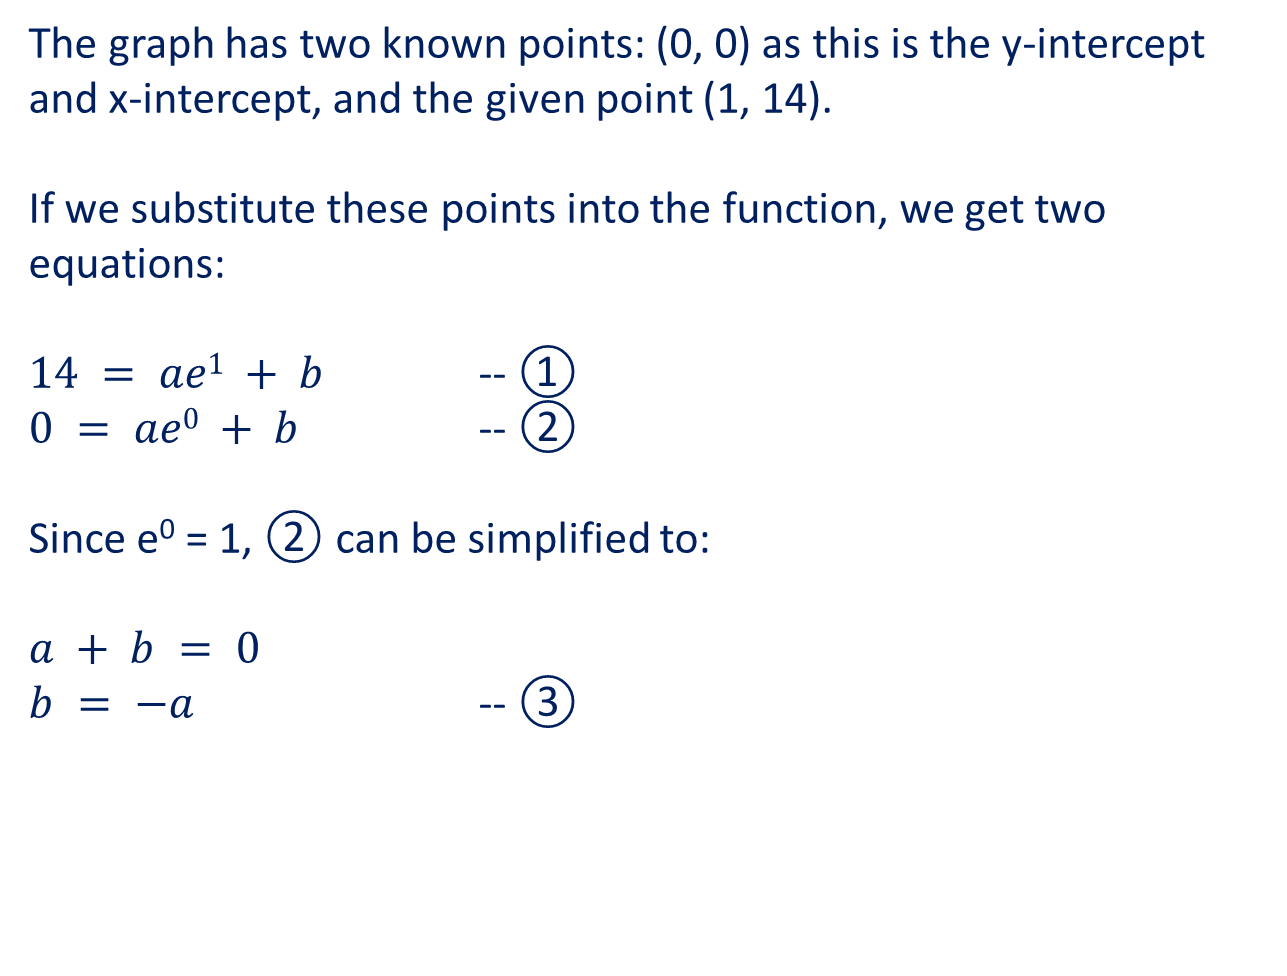 The graph has two known points: (0, 0) as this is the y-intercept
and x-intercept, and the given point (1, 14).
If we substitute these points into the function, we get two
equations:
14 = ae¹ + b -- ①
0 = ae⁰ + b -- ②
Since e⁰ = 1, ② can be simplified to:
a + b = 0
b = −a -- ③